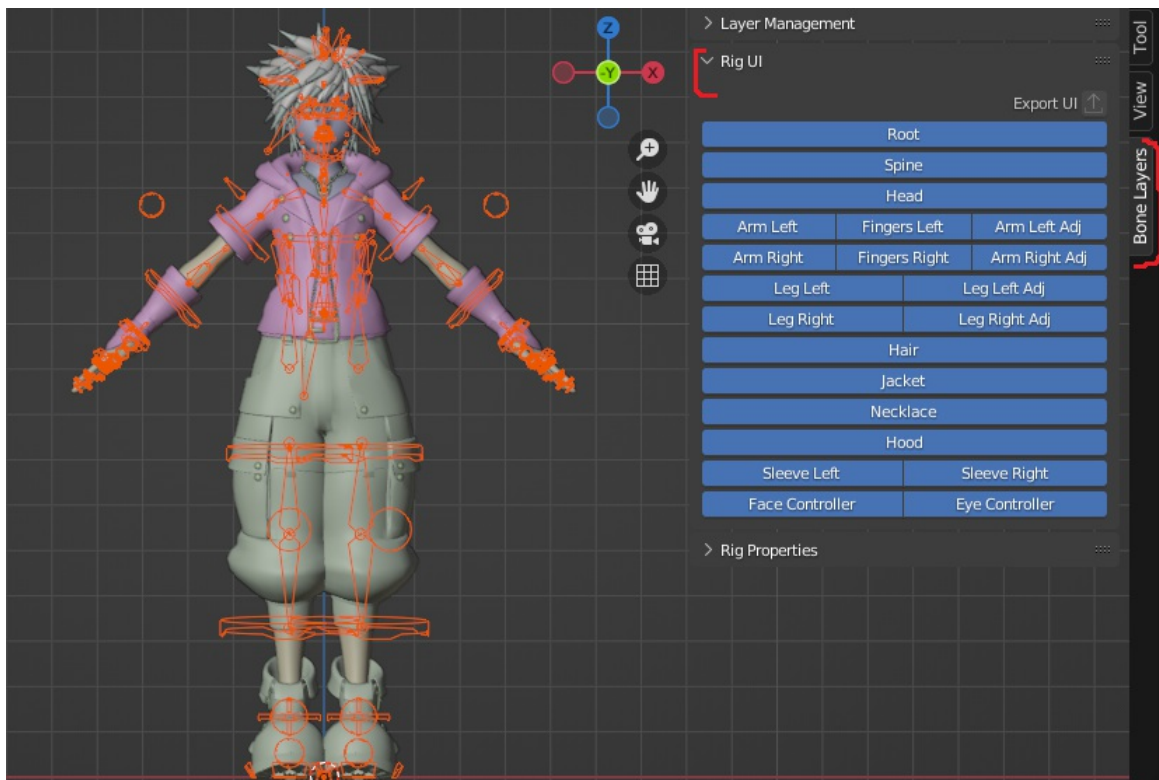 Layer Management
Rig UI
Export UI
Root
Spine
Head
Arm Left Fingers Left Arm Left Adj
Arm Right Fingers Right Arm Right Adj
Leg Left Leg Left Adj
Leg Right Leg Right Adj
Hair
Jacket
Necklace
Hood
Sleeve Left Sleeve Right
Face Controller Eye Controller
Rig Properties
Tool
View
Bone Layers
Z
-Y
X